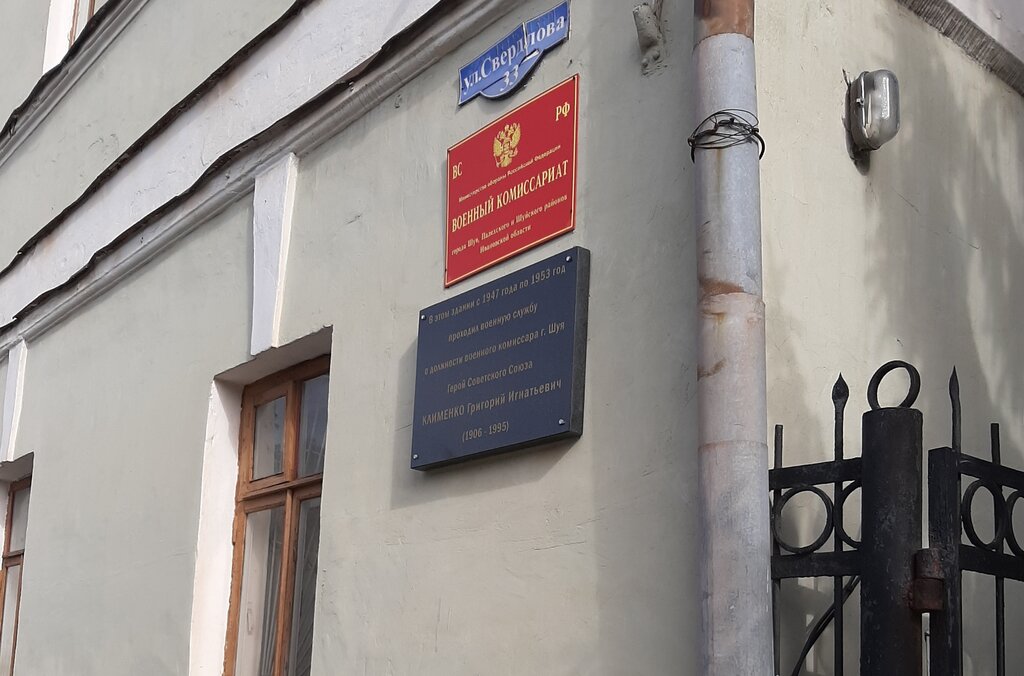 ул.Свердлова
33
ВС РФ
Министерство обороны Российской Федерации
ВОЕННЫЙ КОМИССАРИАТ
города Шуя, Палехского и Шуйского районов
Ивановской области
В этом здании с 1947 года по 1953 год
проходил военную службу
в должности военного комиссара г. Шуя
Герой Советского Союза
КЛИМЕНКО Григорий Игнатьевич
(1906 - 1995)